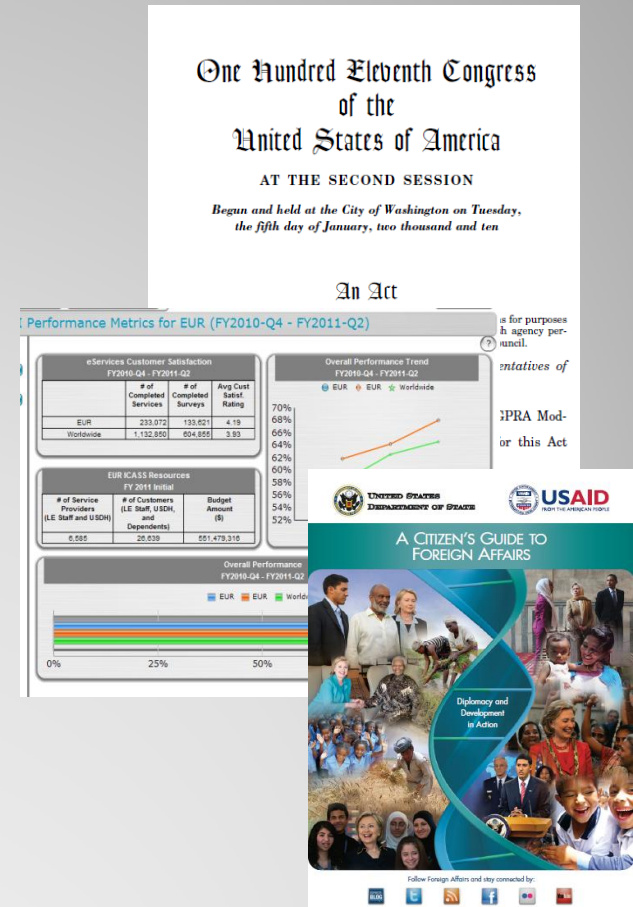 One Hundred Eleventh Congress
of the
United States of America
AT THE SECOND SESSION
Begun and held at the City of Washington on Tuesday,
the fifth day of January, two thousand and ten
An Act
s for purposes
h agency per-
uncil.
entatives of
GPRA Mod-
or this Act
Performance Metrics for EUR (FY2010-Q4 - FY2011-Q2)
?
eServices Customer Satisfaction
FY2010-Q4 - FY2011-Q2
# of Completed Services # of Completed Surveys Avg Cust Satisf. Rating
EUR 233,072 133,621 4.19
Worldwide 1,132,850 604,855 3.93
Overall Performance Trend
FY2010-Q4 - FY2011-Q2
EUR EUR Worldwide
70%
68%
66%
64%
62%
60%
58%
56%
54%
52%
EUR ICASS Resources
FY 2011 Initial
# of Service Providers (LE Staff and USDH) # of Customers (LE Staff, USDH, and Dependents) Budget Amount ($)
6,585 26,639 551,479,316
Overall Performance
FY2010-Q4 - FY2011-Q2
EUR EUR Worldw
0% 25% 50%
UNITED STATES
DEPARTMENT OF STATE
USAID
FROM THE AMERICAN PEOPLE
A CITIZEN'S GUIDE TO
FOREIGN AFFAIRS
Diplomacy and
Development
in Action
Follow Foreign Affairs and stay connected by:
BLOG